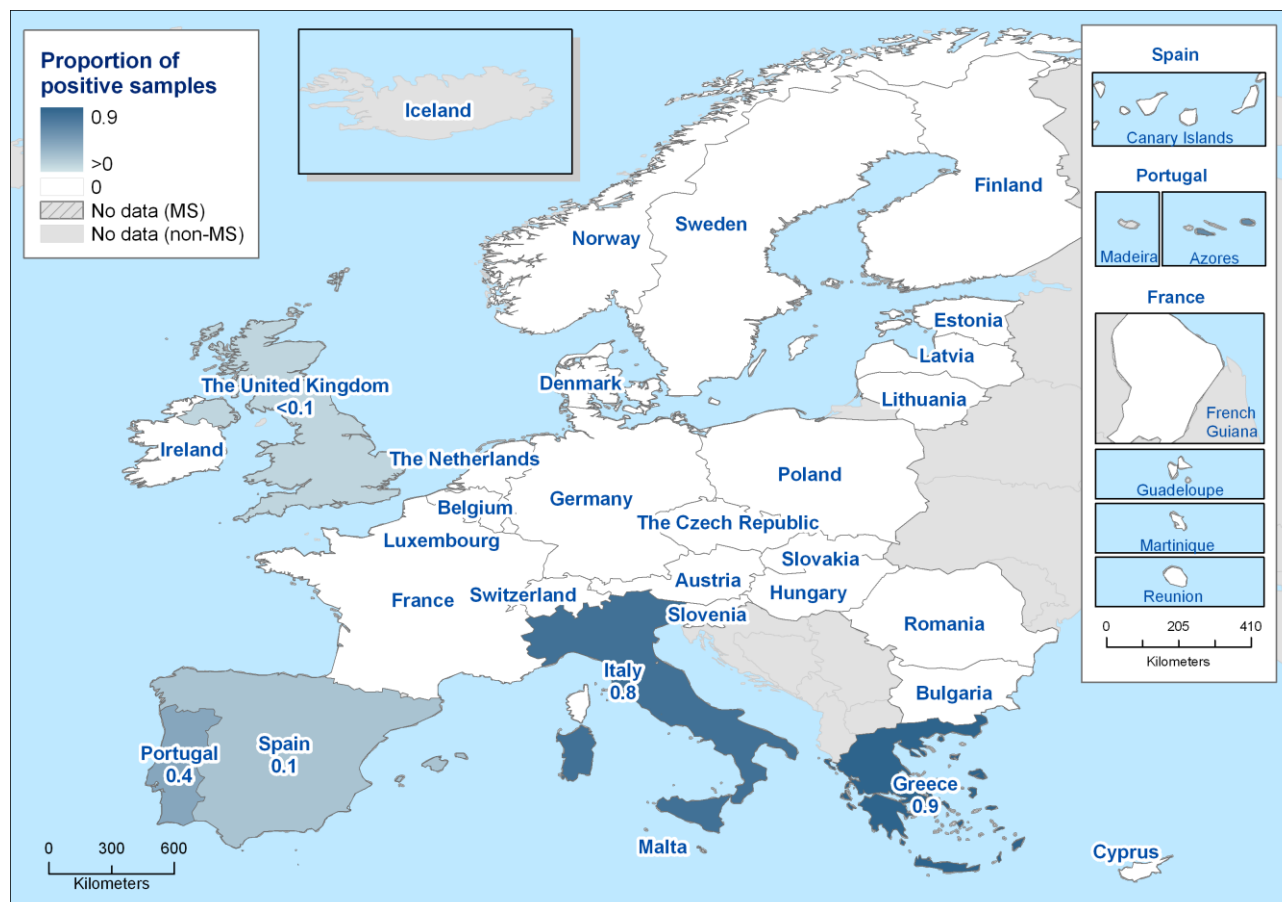 Proportion of
positive samples
0.9
>0
0
No data (MS)
No data (non-MS)
Iceland
Norway
Sweden
Finland
Estonia
Latvia
Lithuania
Denmark
The United Kingdom
<0.1
Ireland
The Netherlands
Belgium
Luxembourg
Germany
Poland
The Czech Republic
Slovakia
Austria
Hungary
Switzerland
France
Slovenia
Romania
Bulgaria
Italy
0.8
Portugal
0.4
Spain
0.1
Greece
0.9
Malta
Cyprus
0 300 600
Kilometers
Spain
Canary Islands
Portugal
Madeira
Azores
France
French
Guiana
Guadeloupe
Martinique
Reunion
0 205 410
Kilometers